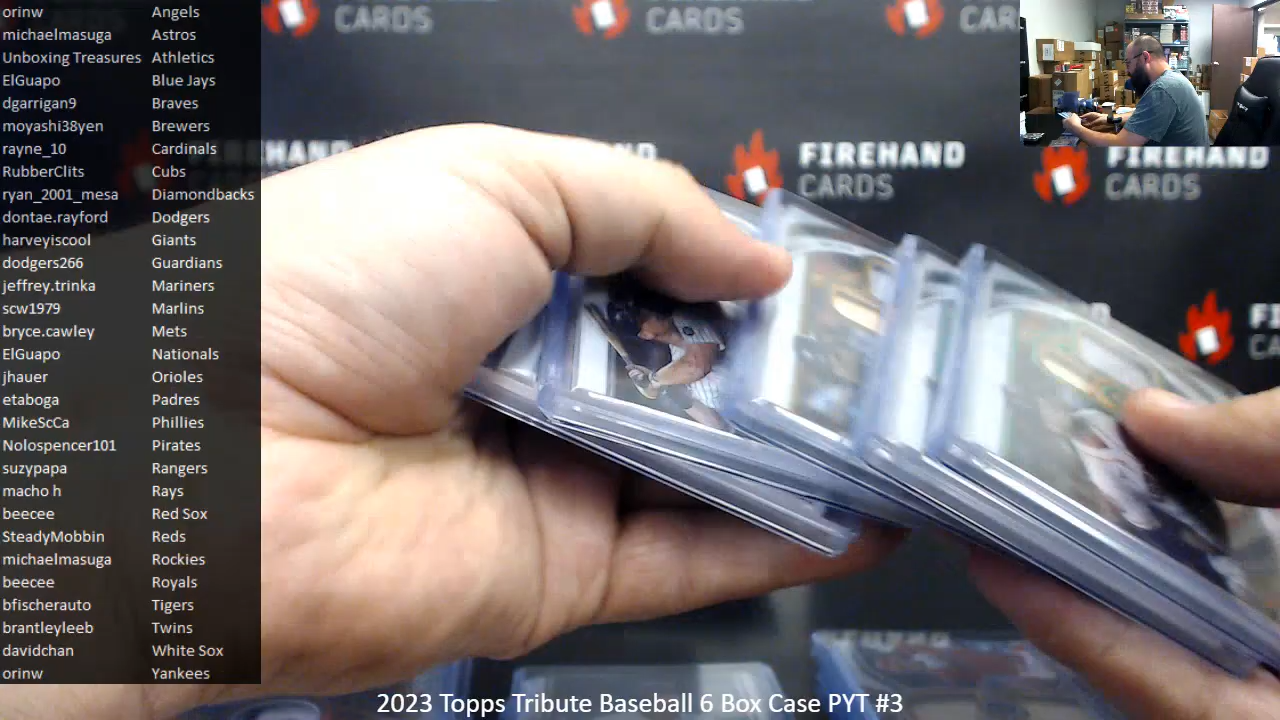 orinw Angels
michaelmasuga Astros
Unboxing Treasures Athletics
ElGuapo Blue Jays
dgarrigan9 Braves
moyashi38yen Brewers
rayne_10 Cardinals
RubberClits Cubs
ryan_2001_mesa Diamondbacks
dontae.rayford Dodgers
harveyiscool Giants
dodgers266 Guardians
jeffrey.trinka Mariners
scw1979 Marlins
bryce.cawley Mets
ElGuapo Nationals
jhauer Orioles
etaboga Padres
MikeScCa Phillies
Nolospencer101 Pirates
suzypapa Rangers
macho h Rays
beecee Red Sox
SteadyMobbin Reds
michaelmasuga Rockies
beecee Royals
bfischerauto Tigers
brantleyleeb Twins
davidchan White Sox
orinw Yankees
CARDS
CARDS
CAR
FIREHAND
CARDS
FIREHAND
CARDS
2023 Topps Tribute Baseball 6 Box Case PYT #3